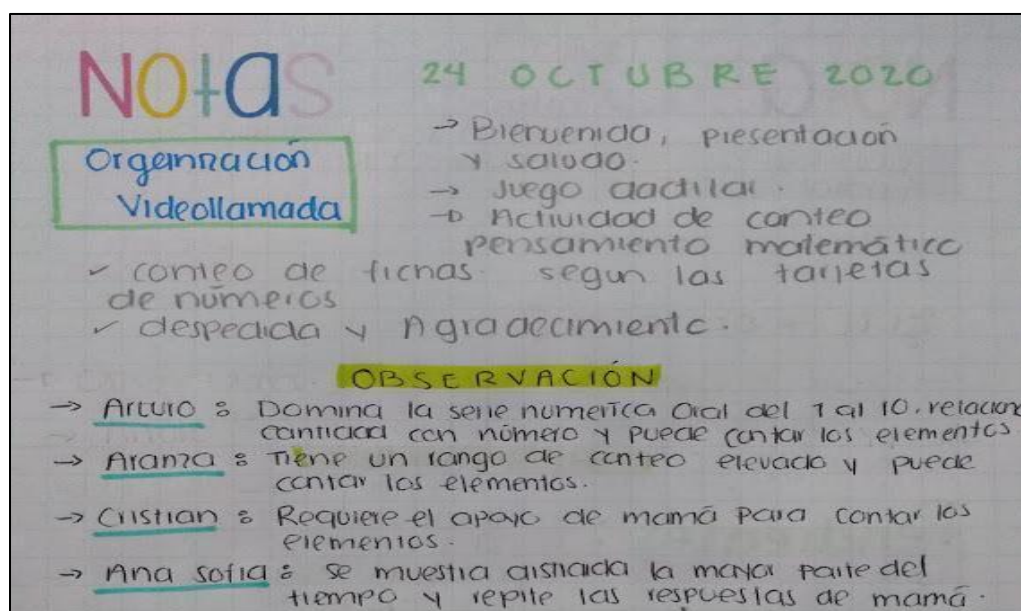 Notas
24 OCTUBRE 2020
Organización
Videollamada
→ Bienvenida, presentación
y saludo.
→ Juego dactilar.
→ Actividad de conteo
pensamiento matemático
✓ conteo de fichas según las tarjetas
de números
✓ despedida y Agradecimiento.
OBSERVACIÓN
→ Arturo: Domina la serie numerica Oral del 1 al 10. relaciona
cantidad con número y puede contar los elementos
→ Aranza: Tiene un rango de conteo elevado y puede
contar los elementos.
→ Cristian: Requiere el apoyo de mamá para contar los
elementos.
→ Ana Sofia: se muestra distraida la mayor parte del
tiempo y repite las respuestas de mamá.